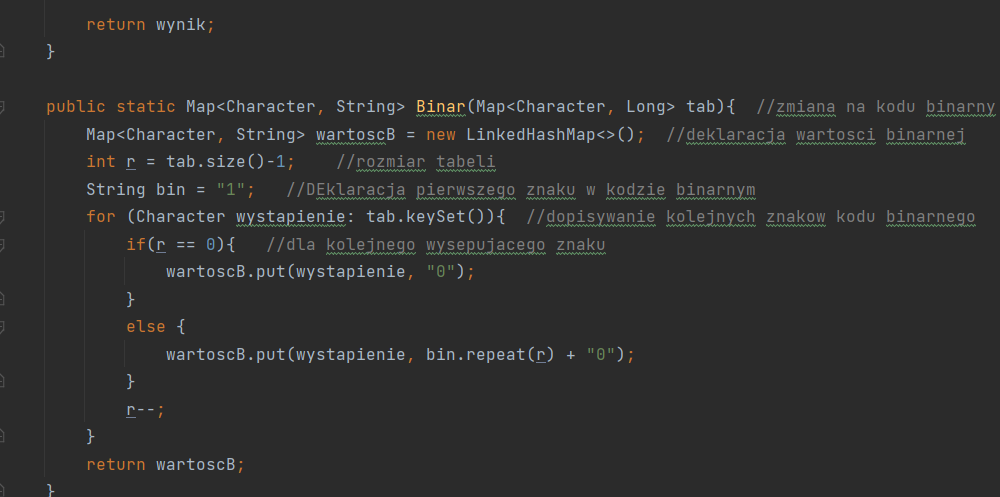 return wynik;
}
public static Map<Character, String> Binar(Map<Character, Long> tab){  //zmiana na kodu binarny
Map<Character, String> wartoscB = new LinkedHashMap<>();  //deklaracja wartosci binarnej
int r = tab.size()-1;    //rozmiar tabeli
String bin = "1";   //DEklaracja pierwszego znaku w kodzie binarnym
for (Character wystapienie: tab.keySet()){  //dopisywanie kolejnych znakow kodu binarnego
if(r == 0){   //dla kolejnego wysepujacego znaku
wartoscB.put(wystapienie, "0");
}
else {
wartoscB.put(wystapienie, bin.repeat(r) + "0");
}
r--;
}
return wartoscB;
}